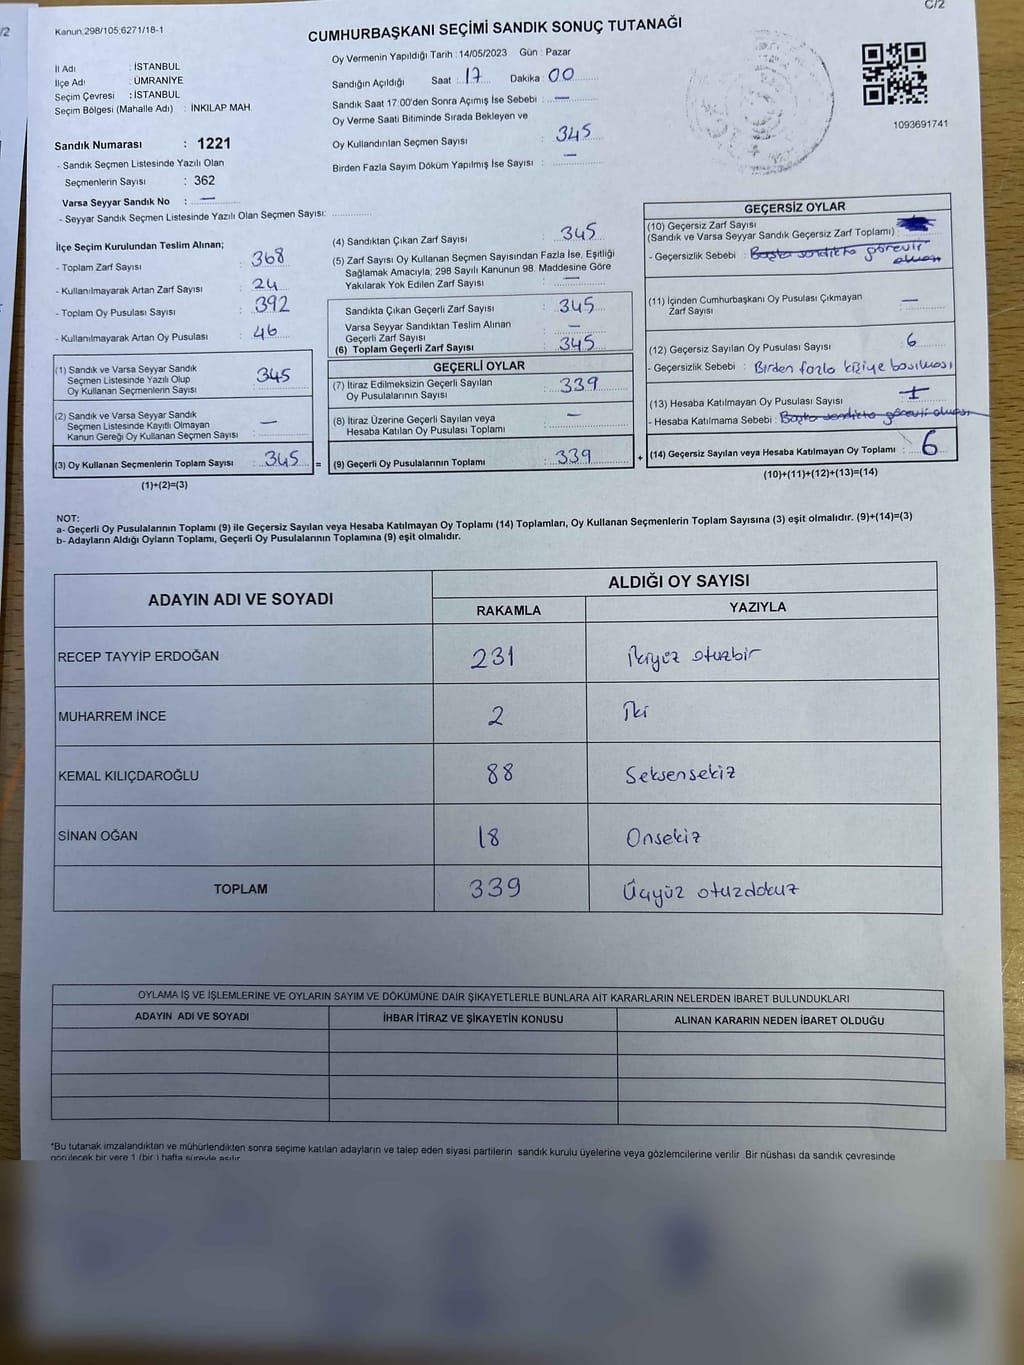 /2
C/2
Kanun,298/105;6271/18-1
CUMHURBAŞKANI SEÇİMİ SANDIK SONUÇ TUTANAĞI
İl Adı : İSTANBUL
İlçe Adı : ÜMRANİYE
Seçim Çevresi : İSTANBUL
Seçim Bölgesi (Mahalle Adı) : İNKILAP MAH.
Sandık Numarası : 1221
- Sandık Seçmen Listesinde Yazılı Olan
Seçmenlerin Sayısı : 362
Varsa Seyyar Sandık No : —
- Seyyar Sandık Seçmen Listesinde Yazılı Olan Seçmen Sayısı: ............
Oy Vermenin Yapıldığı Tarih : 14/05/2023 Gün : Pazar
Sandığın Açıldığı Saat : 17 Dakika : 00
Sandık Saat 17:00'den Sonra Açımış İse Sebebi : —
Oy Verme Saati Bitiminde Sırada Bekleyen ve
Oy Kullandırılan Seçmen Sayısı : 345
Birden Fazla Sayım Döküm Yapılmış İse Sayısı : —
1093691741
İlçe Seçim Kurulundan Teslim Alınan;
- Toplam Zarf Sayısı : 368
- Kullanılmayarak Artan Zarf Sayısı : 24
- Toplam Oy Pusulası Sayısı : 392
- Kullanılmayarak Artan Oy Pusulası : 46
(1) Sandık ve Varsa Seyyar Sandık
Seçmen Listesinde Yazılı Olup
Oy Kullanan Seçmenlerin Sayısı : 345
(2) Sandık ve Varsa Seyyar Sandık
Seçmen Listesinde Kayıtlı Olmayan
Kanun Gereği Oy Kullanan Seçmen Sayısı : —
(3) Oy Kullanan Seçmenlerin Toplam Sayısı : 345 =
(1)+(2)=(3)
(4) Sandıktan Çıkan Zarf Sayısı : 345
(5) Zarf Sayısı Oy Kullanan Seçmen Sayısından Fazla İse, Eşitliği
Sağlamak Amacıyla; 298 Sayılı Kanunun 98. Maddesine Göre
Yakılarak Yok Edilen Zarf Sayısı : —
Sandıkta Çıkan Geçerli Zarf Sayısı : 345
Varsa Seyyar Sandıktan Teslim Alınan
Geçerli Zarf Sayısı : —
(6) Toplam Geçerli Zarf Sayısı : 345
GEÇERLİ OYLAR
(7) İtiraz Edilmeksizin Geçerli Sayılan
Oy Pusulasının Sayısı : 339
(8) İtiraz Üzerine Geçerli Sayılan veya
Hesaba Katılan Oy Pusulası Toplamı : —
(9) Geçerli Oy Pusulalarının Toplamı : 339 +
GEÇERSİZ OYLAR
(10) Geçersiz Zarf Sayısı
(Sandık ve Varsa Seyyar Sandık Geçersiz Zarf Toplamı) :
- Geçersizlik Sebebi : Başka sandıkta görevli
olması
(11) İçinden Cumhurbaşkanı Oy Pusulası Çıkmayan
Zarf Sayısı : —
(12) Geçersiz Sayılan Oy Pusulası Sayısı : 6
- Geçersizlik Sebebi : Birden fazla kişiye basılması
(13) Hesaba Katılmayan Oy Pusulası Sayısı :
- Hesaba Katılmama Sebebi : Başka sandıkta görevli olması
(14) Geçersiz Sayılan veya Hesaba Katılmayan Oy Toplamı : 6
(10)+(11)+(12)+(13)=(14)
NOT:
a- Geçerli Oy Pusulalarının Toplamı (9) ile Geçersiz Sayılan veya Hesaba Katılmayan Oy Toplamı (14) Toplamları, Oy Kullanan Seçmenlerin Toplam Sayısına (3) eşit olmalıdır. (9)+(14)=(3)
b- Adayların Aldığı Oyların Toplamı, Geçerli Oy Pusulalarının Toplamına (9) eşit olmalıdır.
ADAYIN ADI VE SOYADI
ALDIĞI OY SAYISI
RAKAMLA YAZIYLA
RECEP TAYYİP ERDOĞAN 231 İkiyüz otuzbir
MUHARREM İNCE 2 İki
KEMAL KILIÇDAROĞLU 88 Seksensekiz
SİNAN OĞAN 18 Onsekiz
TOPLAM 339 Üçyüz otuzdokuz
OYLAMA İŞ VE İŞLEMLERİNE VE OYLARIN SAYIM VE DÖKÜMÜNE DAİR ŞİKAYETLERLE BUNLARA AİT KARARLARIN NELERDEN İBARET BULUNDUKLARI
ADAYIN ADI VE SOYADI İHBAR İTİRAZ VE ŞİKAYETİN KONUSU ALINAN KARARIN NEDEN İBARET OLDUĞU
*Bu tutanak imzalandıktan ve mühürlendikten sonra seçime katılan adayların ve talep eden siyasi partilerin sandık kurulu üyelerine veya gözlemcilerine verilir. Bir nüshası da sandık çevresinde
görülecek bir yere 1 (bir ) hafta süreyle asılır.